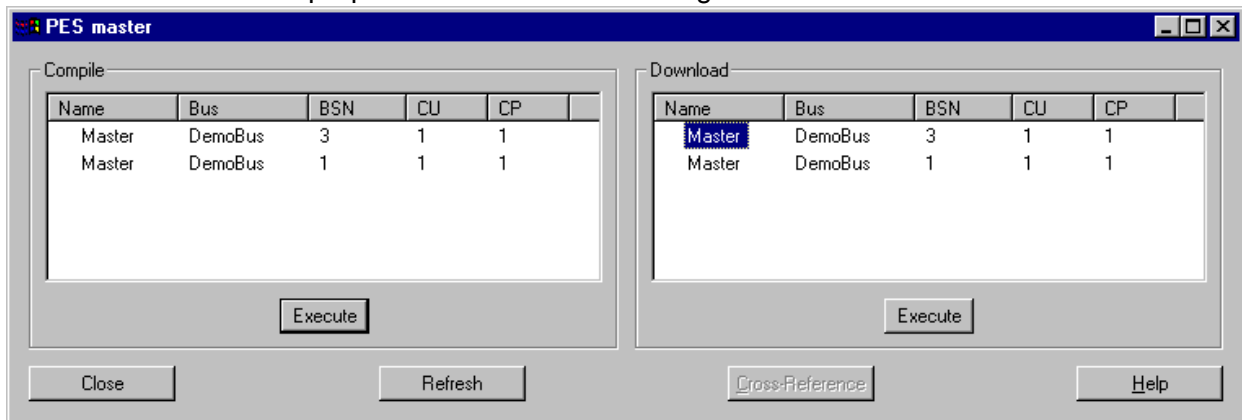 PES master
Compile
Name Bus BSN CU CP
Master DemoBus 3 1 1
Master DemoBus 1 1 1
Execute
Download
Name Bus BSN CU CP
Master DemoBus 3 1 1
Master DemoBus 1 1 1
Execute
Close Refresh Cross-Reference Help